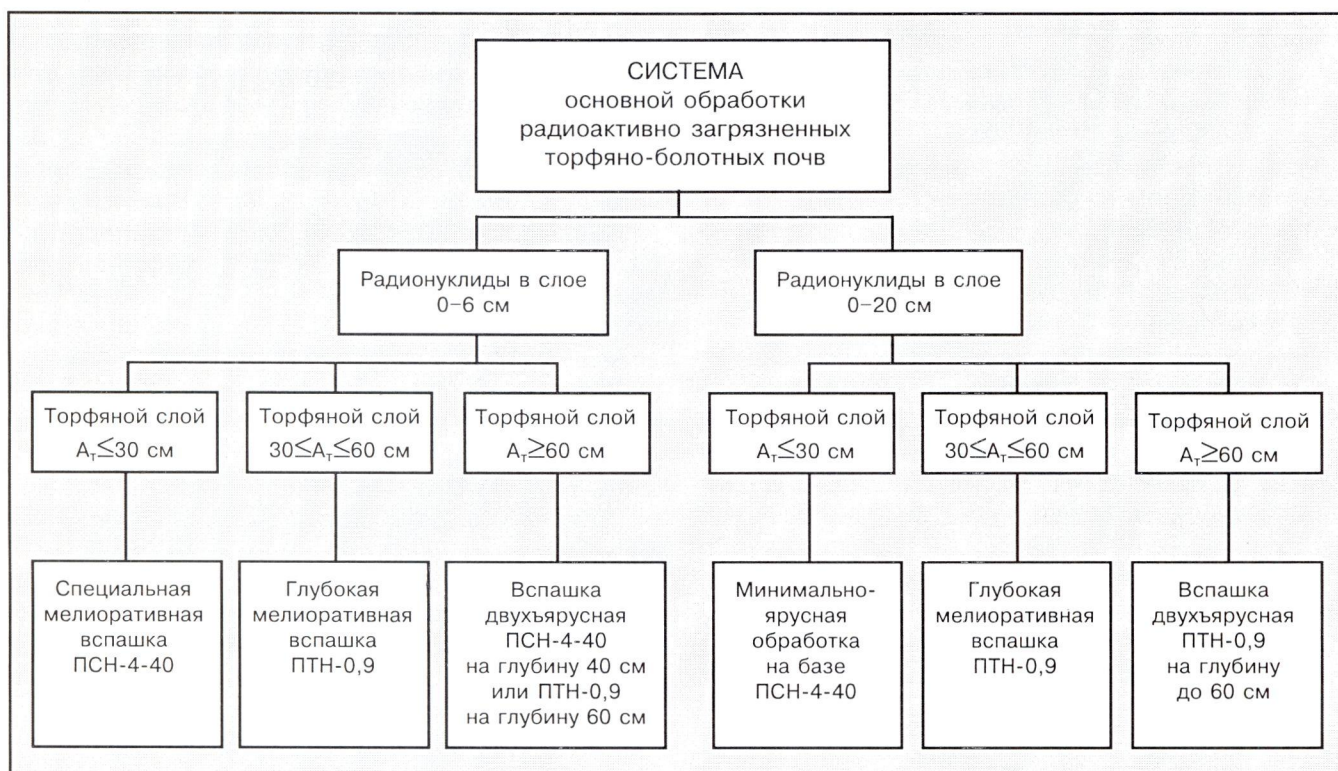 СИСТЕМА
основной обработки
радиоактивно загрязненных
торфяно-болотных почв
Радионуклиды в слое
0–6 см
Радионуклиды в слое
0–20 см
Торфяной слой
Aт≤30 см
Торфяной слой
30≤Aт≤60 см
Торфяной слой
Aт≥60 см
Торфяной слой
Aт≤30 см
Торфяной слой
30≤Aт≤60 см
Торфяной слой
Aт≥60 см
Специальная
мелиоративная
вспашка
ПСН-4-40
Глубокая
мелиоративная
вспашка
ПТН-0,9
Вспашка
двухъярусная
ПСН-4-40
на глубину 40 см
или ПТН-0,9
на глубину 60 см
Минимально-
ярусная
обработка
на базе
ПСН-4-40
Глубокая
мелиоративная
вспашка
ПТН-0,9
Вспашка
двухъярусная
ПТН-0,9
на глубину
до 60 см